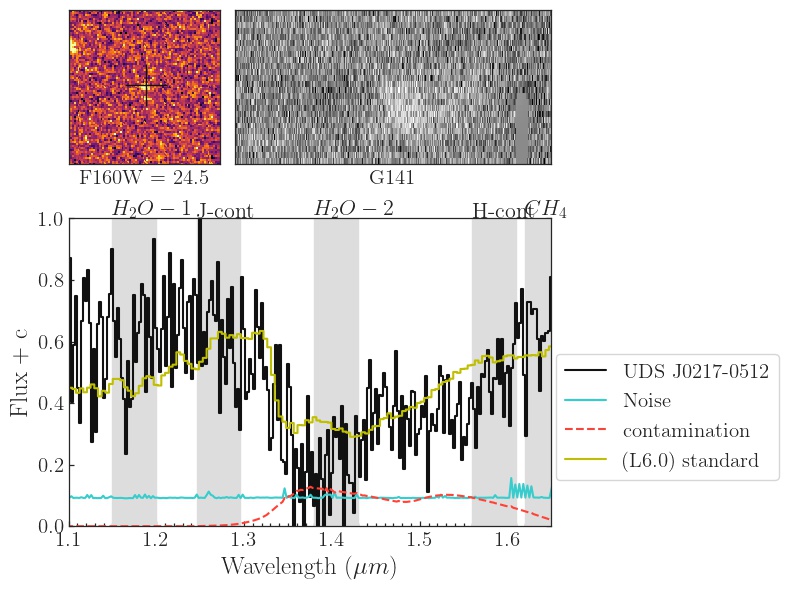 F160W = 24.5
G141
H₂O − 1 J-cont H₂O − 2 H-cont CH₄
1.0
0.8
0.6
0.4
0.2
0.0
Flux + c
1.1 1.2 1.3 1.4 1.5 1.6
Wavelength (μm)
UDS J0217-0512
Noise
contamination
(L6.0) standard